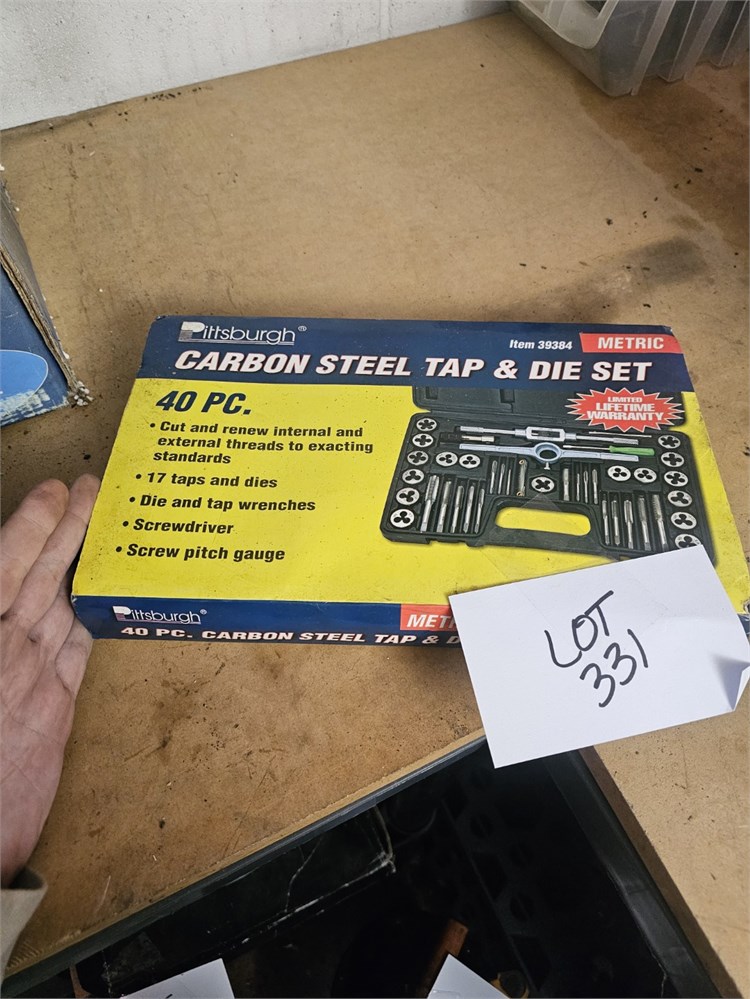 Pittsburgh®
Item 39384 METRIC
CARBON STEEL TAP & DIE SET
40 PC.
• Cut and renew internal and
external threads to exacting
standards
• 17 taps and dies
• Die and tap wrenches
• Screwdriver
• Screw pitch gauge
LIMITED
LIFETIME
WARRANTY
Pittsburgh®
40 PC. CARBON STEEL TAP &
LOT
331